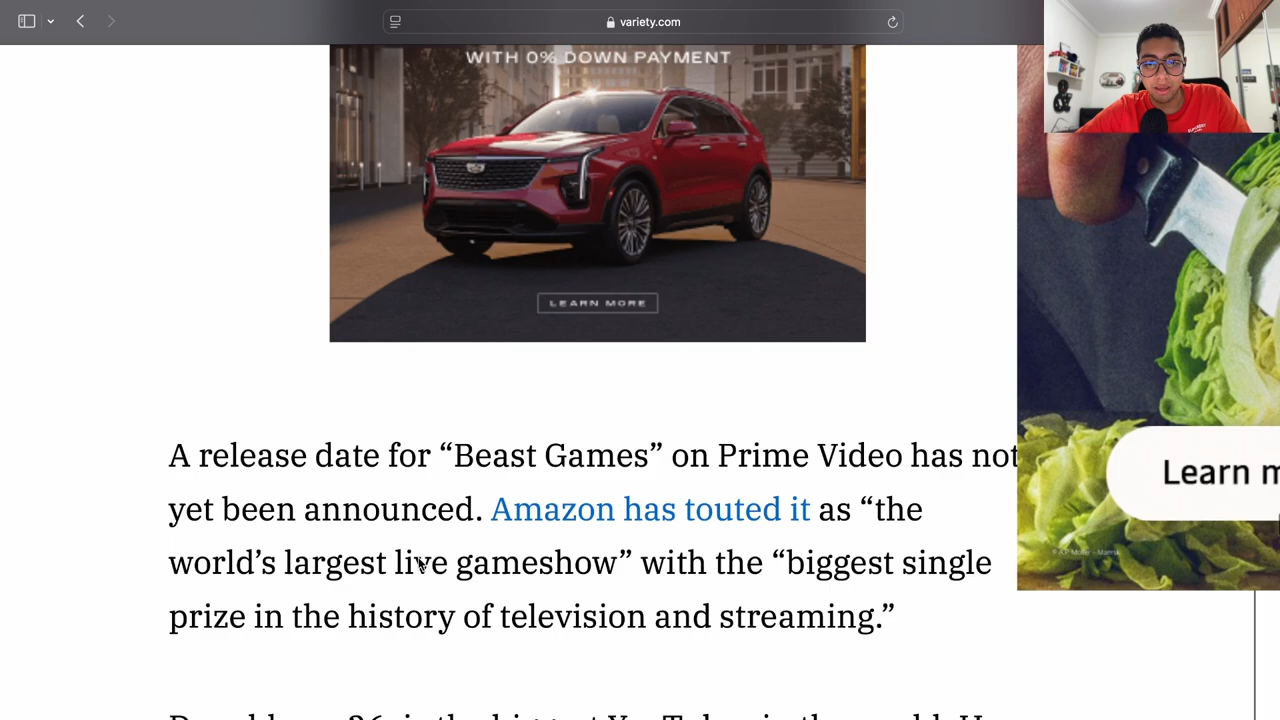 variety.com
WITH 0% DOWN PAYMENT
LEARN MORE
A release date for “Beast Games” on Prime Video has not
yet been announced. Amazon has touted it as “the
world’s largest live gameshow” with the “biggest single
prize in the history of television and streaming.”
Learn m